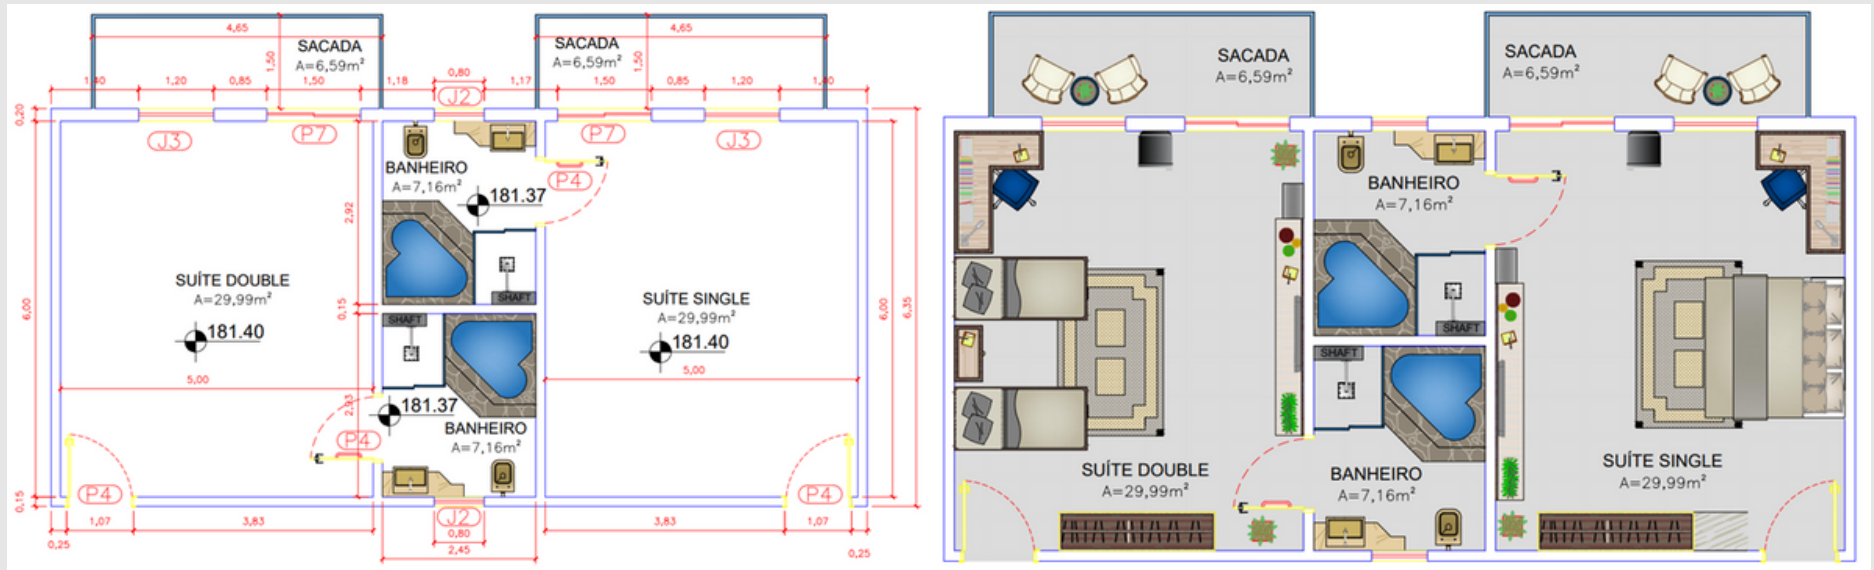 4,65
SACADA
A=6,59m²
1,50
1,40
1,20
0,85
1,50
1,18
0,80
1,17
J2
SACADA
A=6,59m²
4,65
1,50
1,50
0,85
1,20
1,40
0,20
J3
P7
P7
J3
BANHEIRO
A=7,16m²
181.37
P4
2,92
SHAFT
0,15
SUÍTE DOUBLE
A=29,99m²
181.40
6,00
5,00
SUÍTE SINGLE
A=29,99m²
181.40
5,00
6,00
6,35
SHAFT
2,93
181.37
BANHEIRO
A=7,16m²
P4
P4
P4
0,15
1,07
3,83
0,25
J2
0,80
2,45
3,83
1,07
0,25
SACADA
A=6,59m²
SACADA
A=6,59m²
BANHEIRO
A=7,16m²
SHAFT
SHAFT
SUÍTE DOUBLE
A=29,99m²
BANHEIRO
A=7,16m²
SUÍTE SINGLE
A=29,99m²